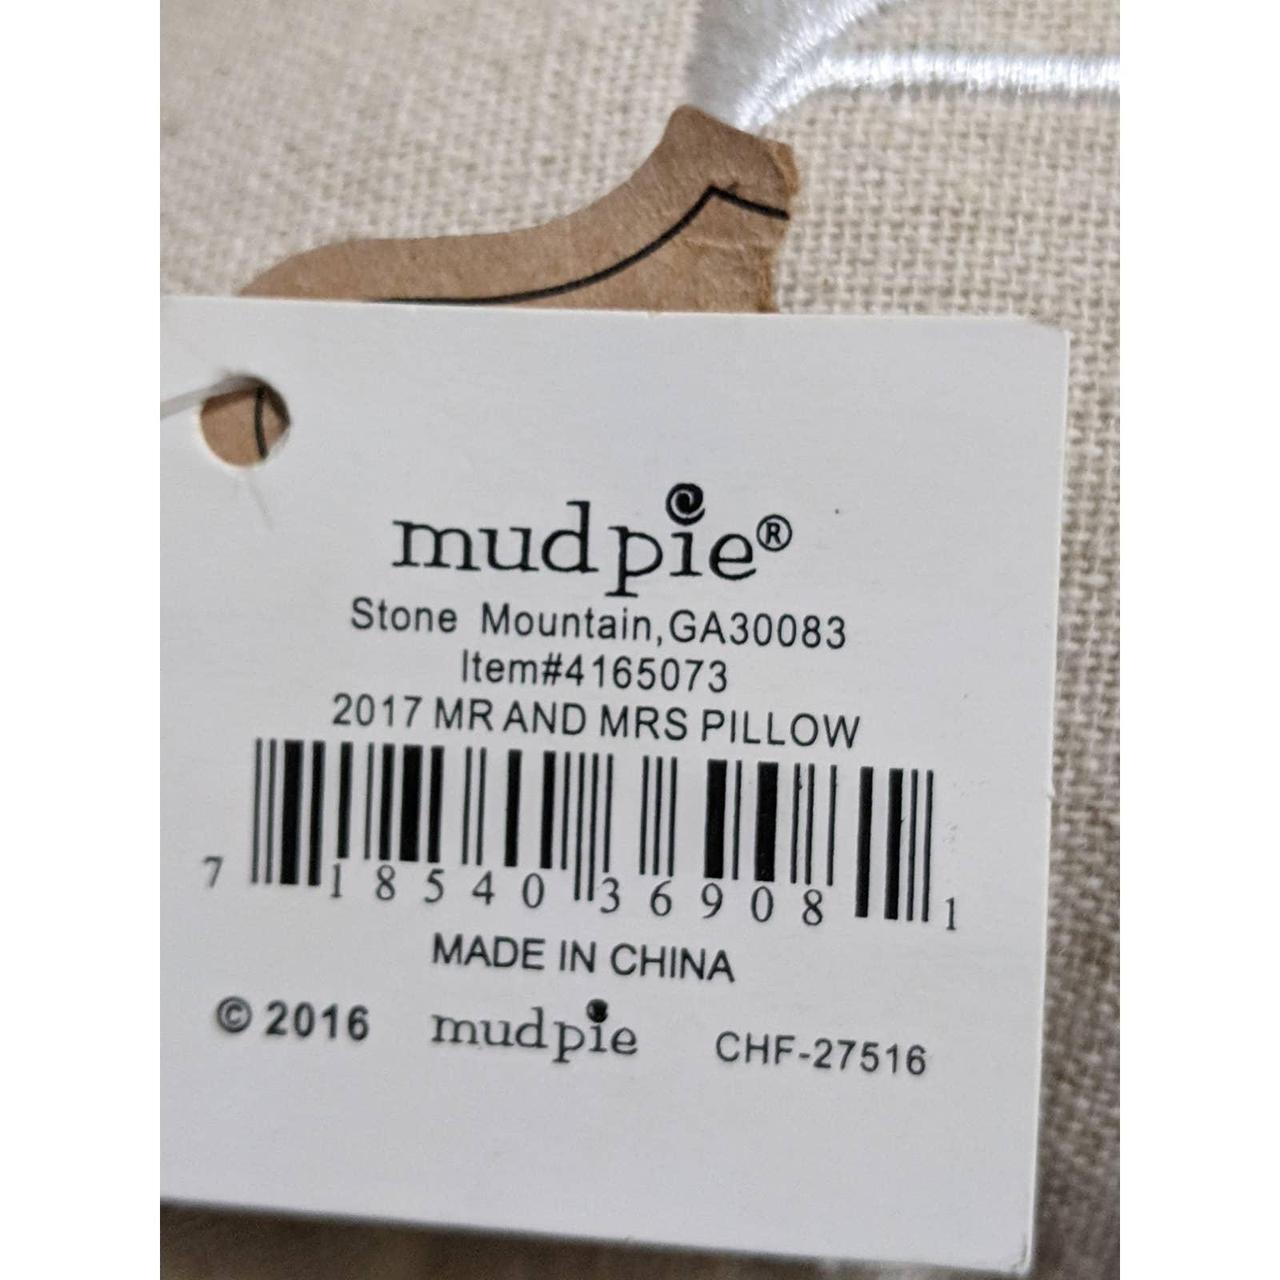 mudpie®
Stone Mountain,GA30083
Item#4165073
2017 MR AND MRS PILLOW
7 18540 36908 1
MADE IN CHINA
© 2016 mudpie CHF-27516